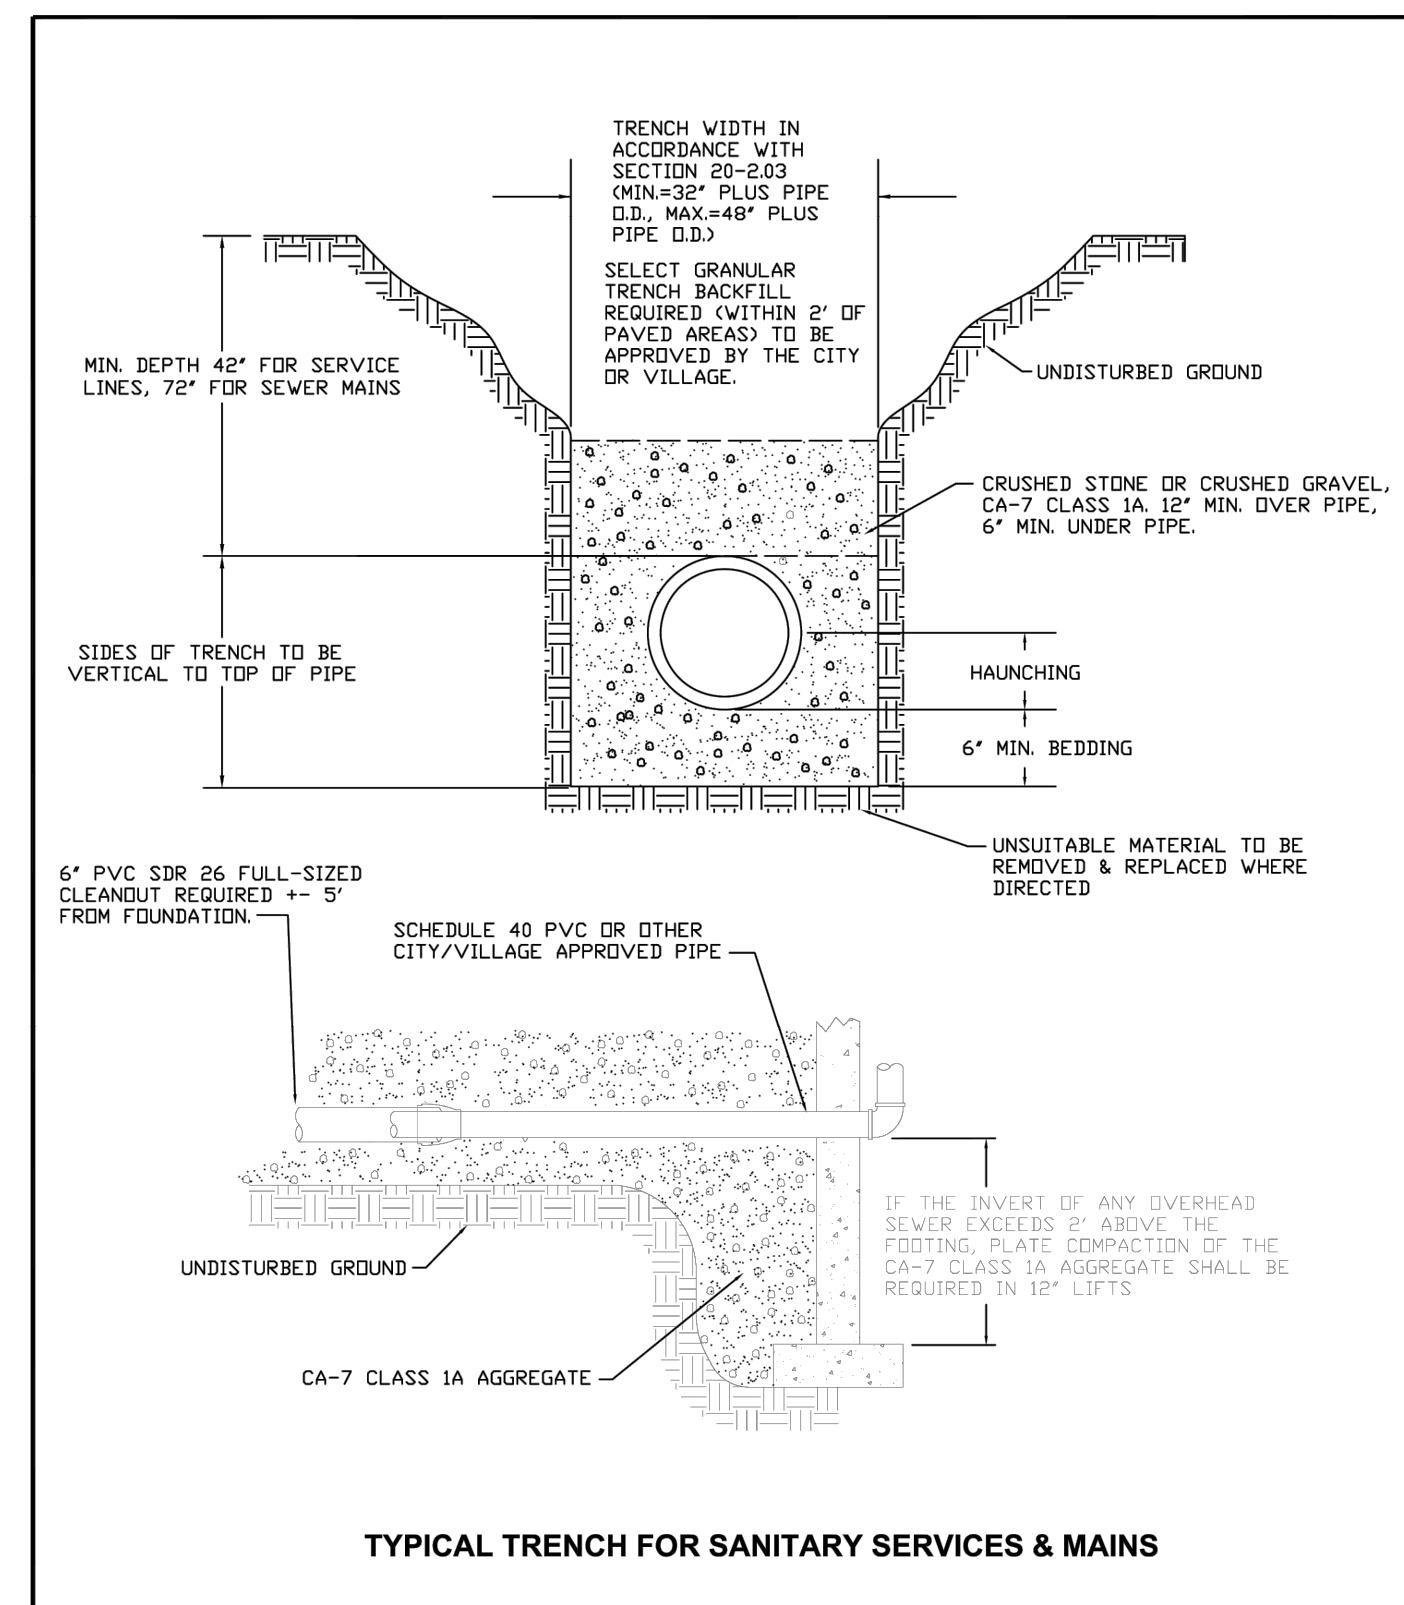 TRENCH WIDTH IN
ACCORDANCE WITH
SECTION 20-2.03
(MIN.=32" PLUS PIPE
O.D., MAX.=48" PLUS
PIPE O.D.)
SELECT GRANULAR
TRENCH BACKFILL
REQUIRED (WITHIN 2' OF
PAVED AREAS) TO BE
APPROVED BY THE CITY
OR VILLAGE.
MIN. DEPTH 42" FOR SERVICE
LINES, 72" FOR SEWER MAINS
UNDISTURBED GROUND
CRUSHED STONE OR CRUSHED GRAVEL,
CA-7 CLASS 1A. 12" MIN. OVER PIPE,
6" MIN. UNDER PIPE.
SIDES OF TRENCH TO BE
VERTICAL TO TOP OF PIPE
HAUNCHING
6" MIN. BEDDING
UNSUITABLE MATERIAL TO BE
REMOVED & REPLACED WHERE
DIRECTED
6" PVC SDR 26 FULL-SIZED
CLEANOUT REQUIRED +- 5'
FROM FOUNDATION.
SCHEDULE 40 PVC OR OTHER
CITY/VILLAGE APPROVED PIPE
IF THE INVERT OF ANY OVERHEAD
SEWER EXCEEDS 2' ABOVE THE
FOOTING, PLATE COMPACTION OF THE
CA-7 CLASS 1A AGGREGATE SHALL BE
REQUIRED IN 12" LIFTS
UNDISTURBED GROUND
CA-7 CLASS 1A AGGREGATE
TYPICAL TRENCH FOR SANITARY SERVICES & MAINS